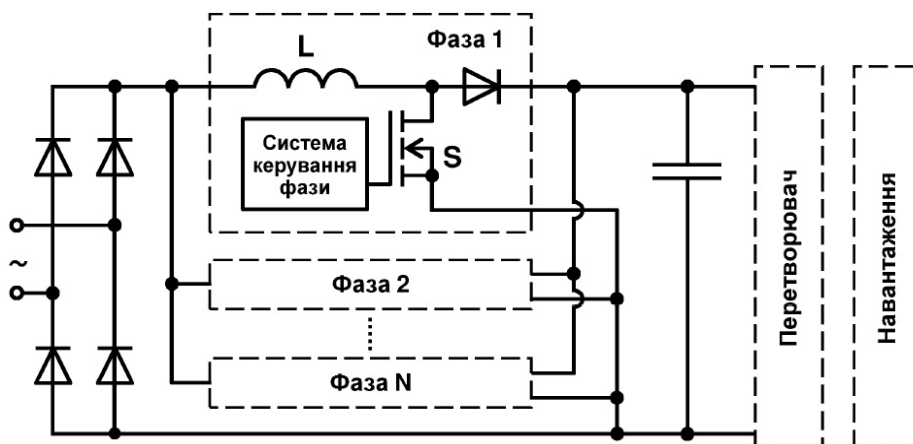 L
Фаза 1
Система
керування
фази
S
~
Фаза 2
Фаза N
Перетворювач
Навантаження